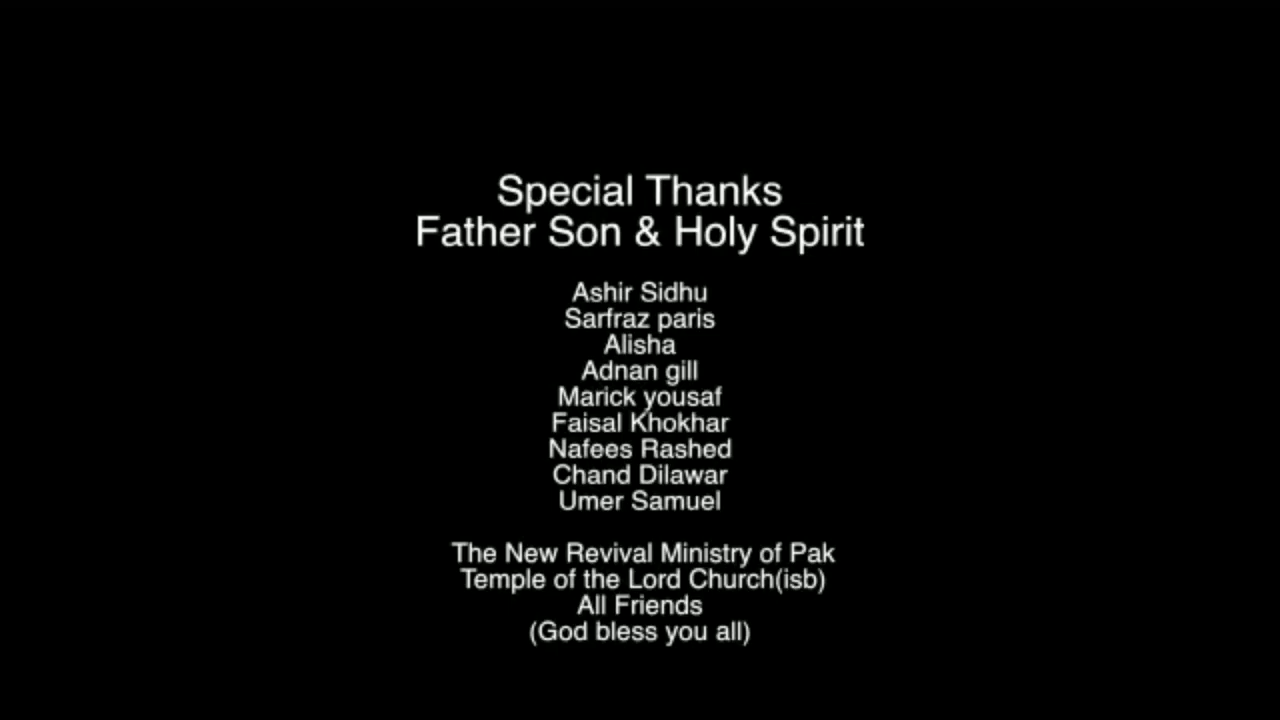 Special Thanks
Father Son & Holy Spirit
Ashir Sidhu
Sarfraz paris
Alisha
Adnan gill
Marick yousaf
Faisal Khokhar
Nafees Rashed
Chand Dilawar
Umer Samuel
The New Revival Ministry of Pak
Temple of the Lord Church(isb)
All Friends
(God bless you all)